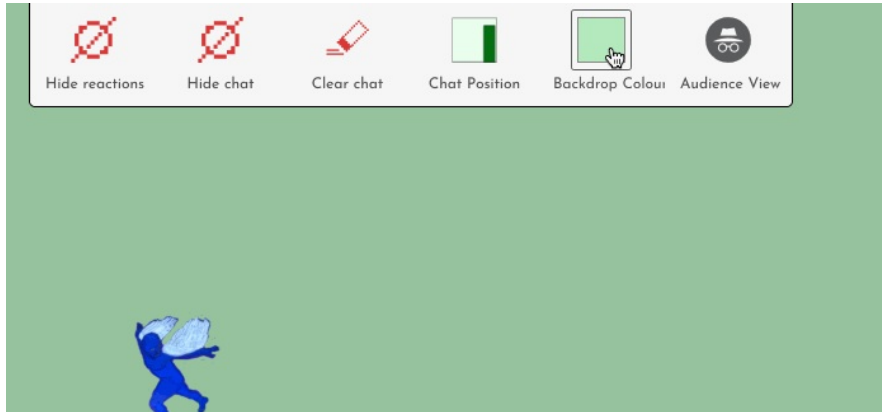 Hide reactions
Hide chat
Clear chat
Chat Position
Backdrop Colour
Audience View